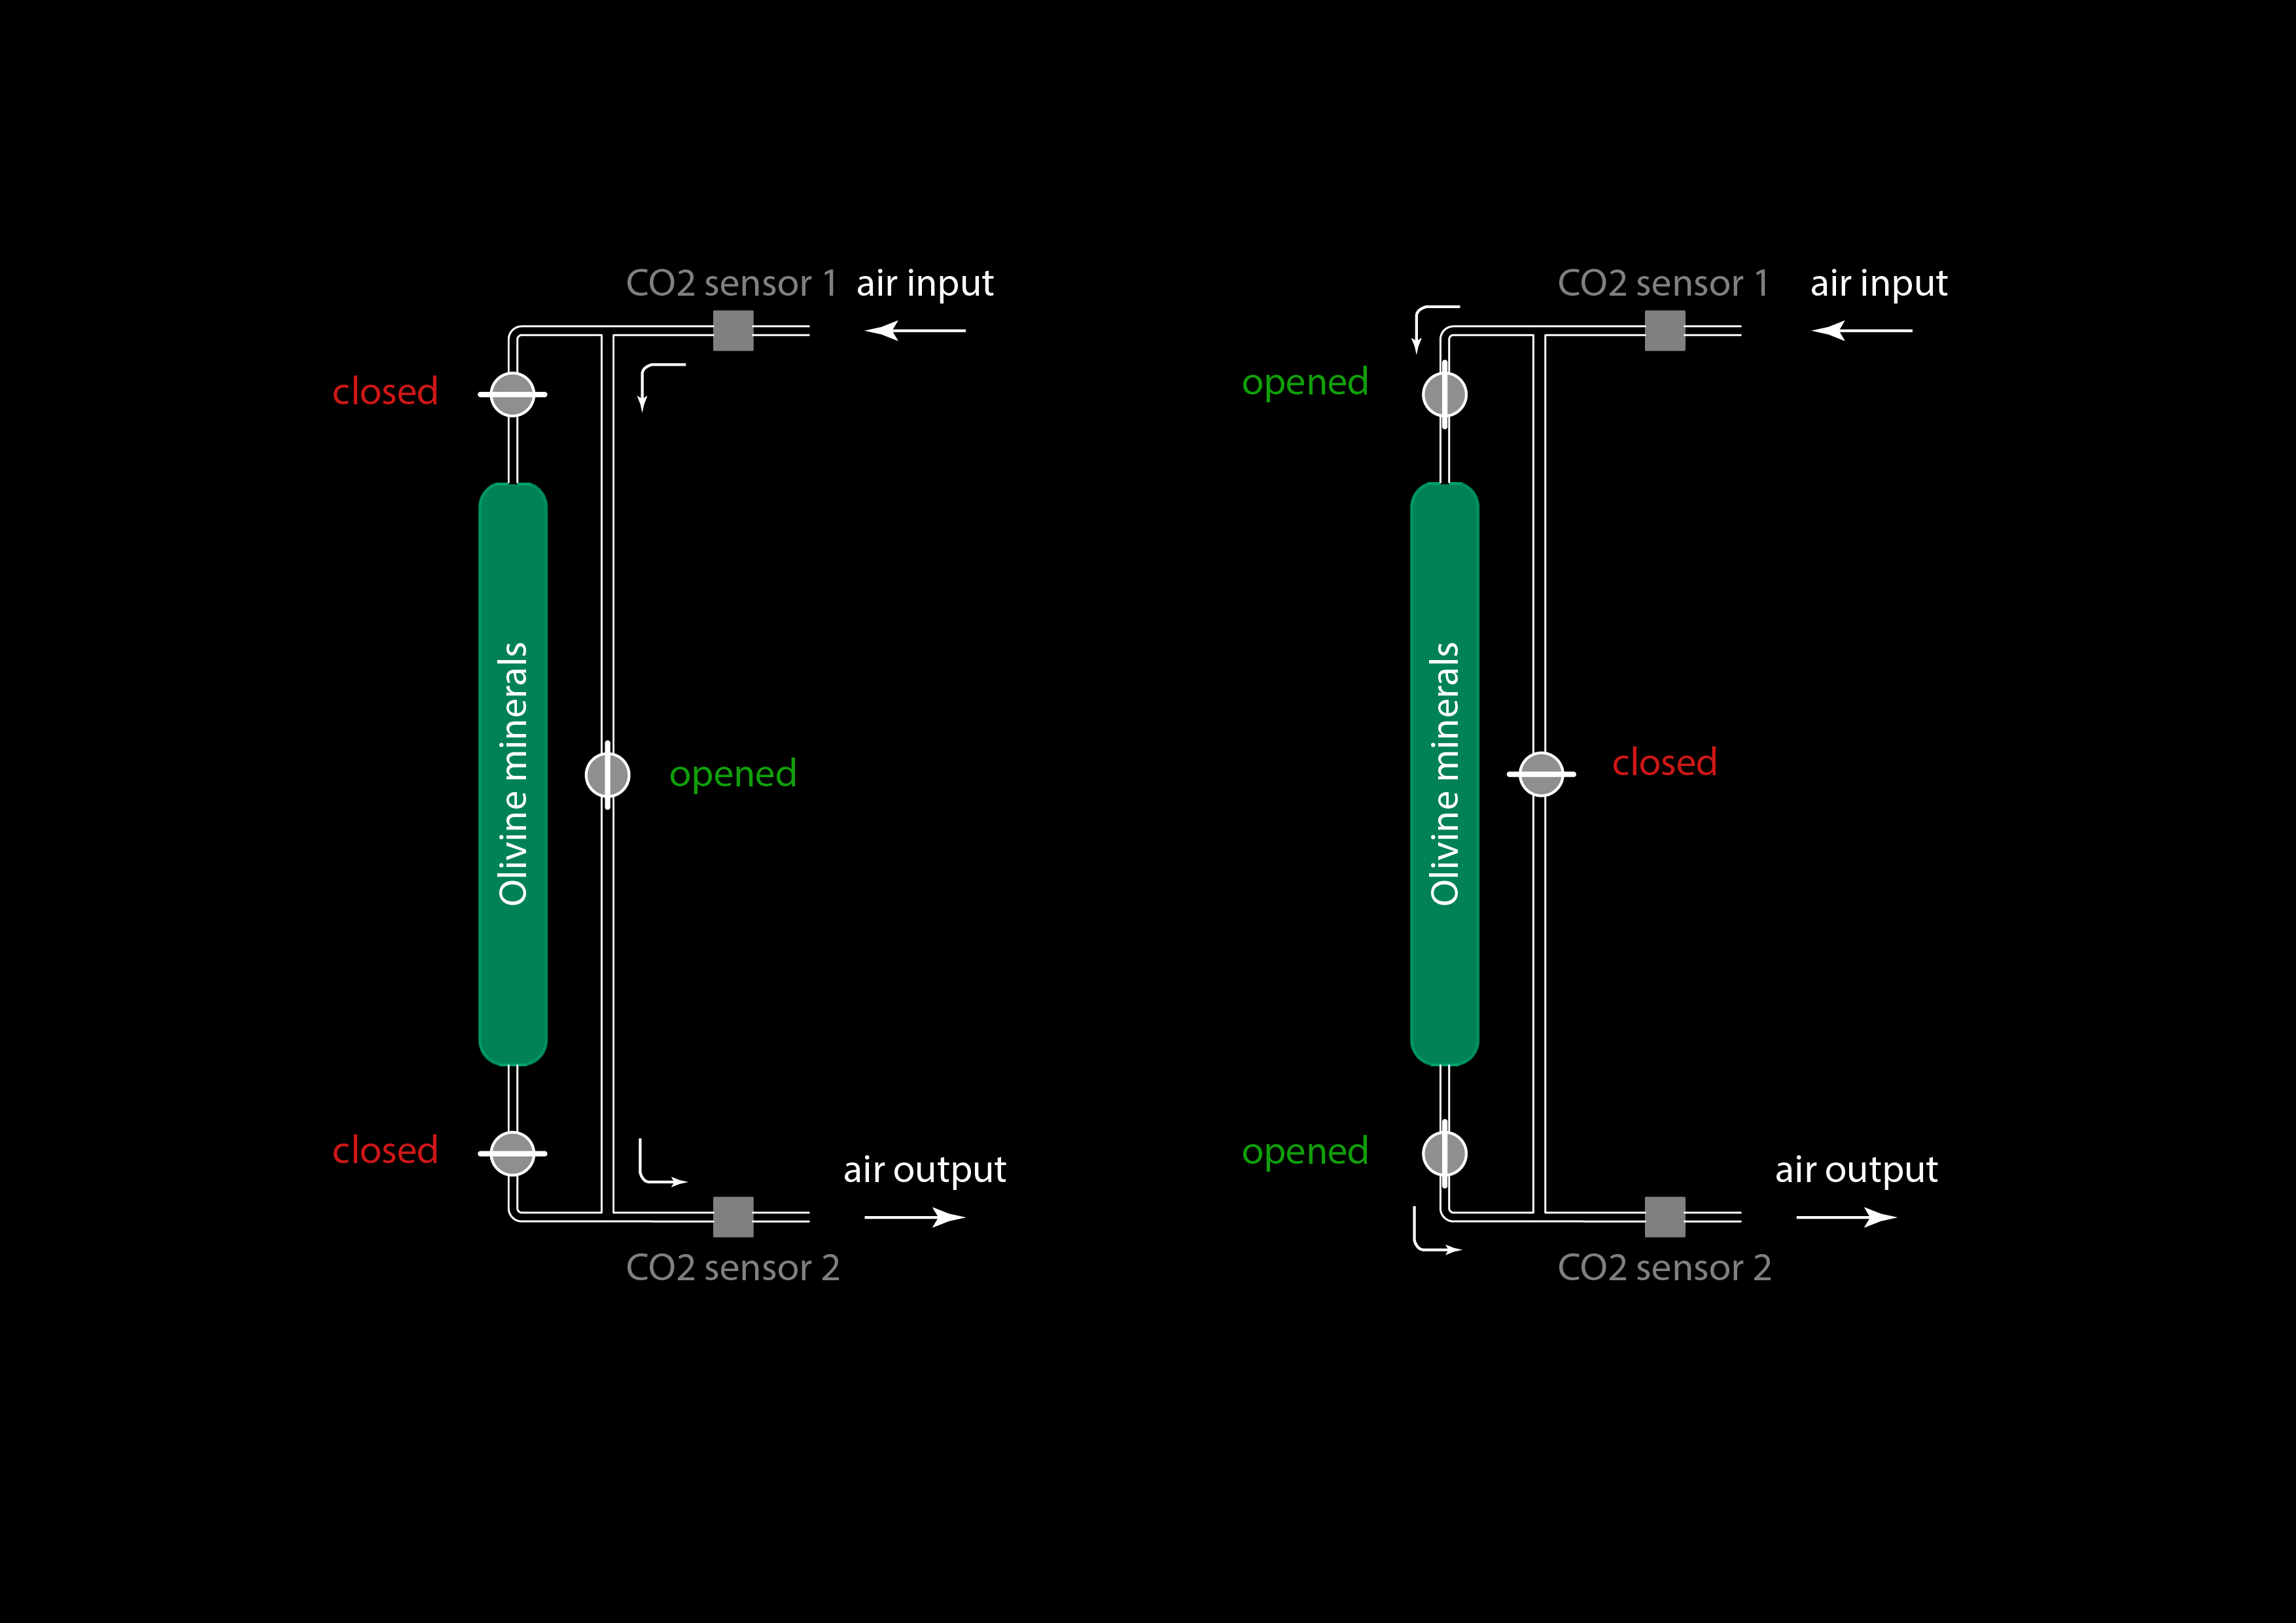 CO2 sensor 1
air input
closed
Olivine minerals
opened
closed
air output
CO2 sensor 2
CO2 sensor 1
air input
opened
Olivine minerals
closed
opened
air output
CO2 sensor 2